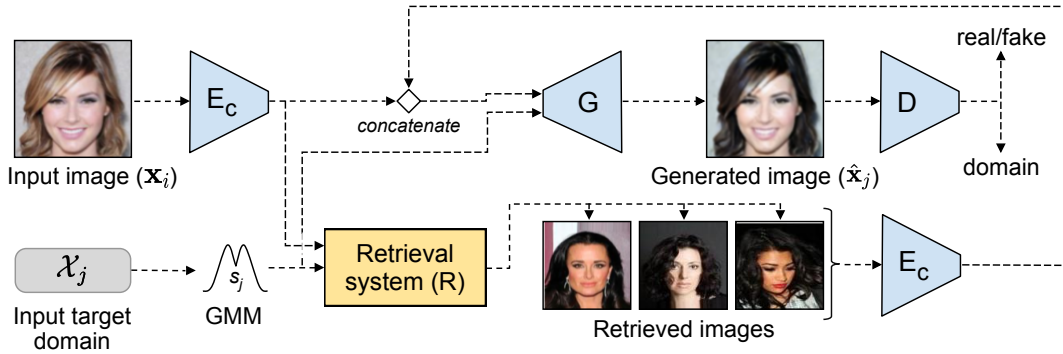 real/fake
E_c
G
D
concatenate
Input image (𝐱_i)
Generated image (𝐱̂_j)
domain
𝒳_j
s_j
Retrieval
system (R)
E_c
GMM
Input target
domain
Retrieved images